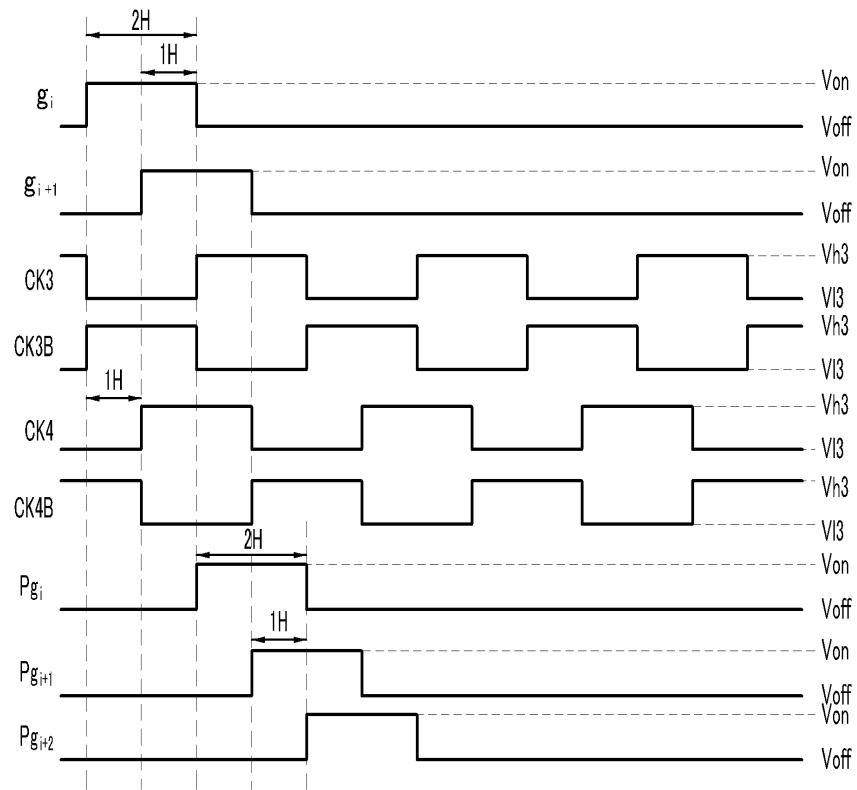 2H
1H
gi Von
Voff
gi+1 Von
Voff
CK3 Vh3
Vl3
CK3B Vh3
Vl3
1H
CK4 Vh3
Vl3
CK4B Vh3
Vl3
2H
Pgi Von
Voff
1H
Pgi+1 Von
Voff
Pgi+2 Von
Voff